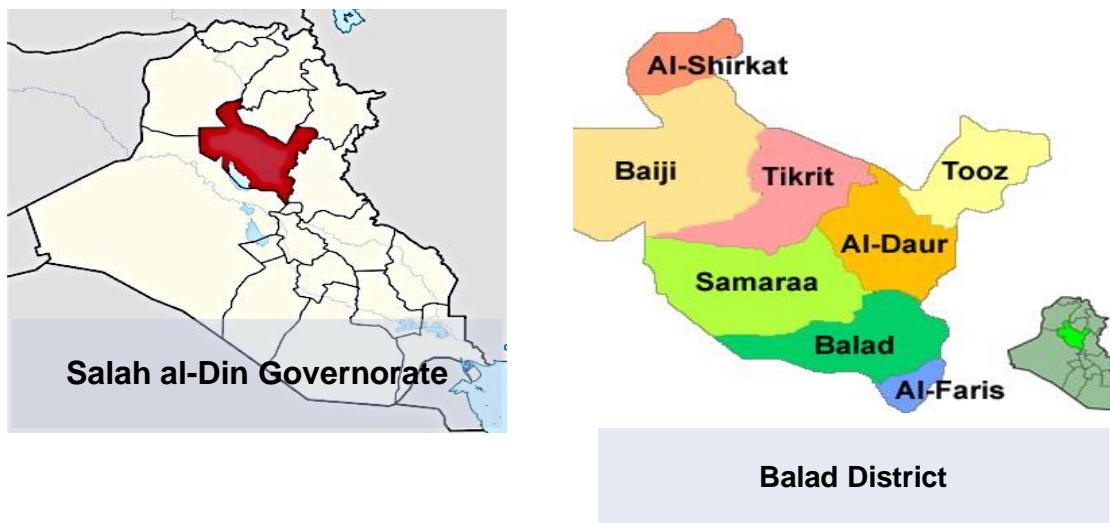 Salah al-Din Governorate
Al-Shirkat
Baiji
Tikrit
Tooz
Al-Daur
Samaraa
Balad
Al-Faris
Balad District